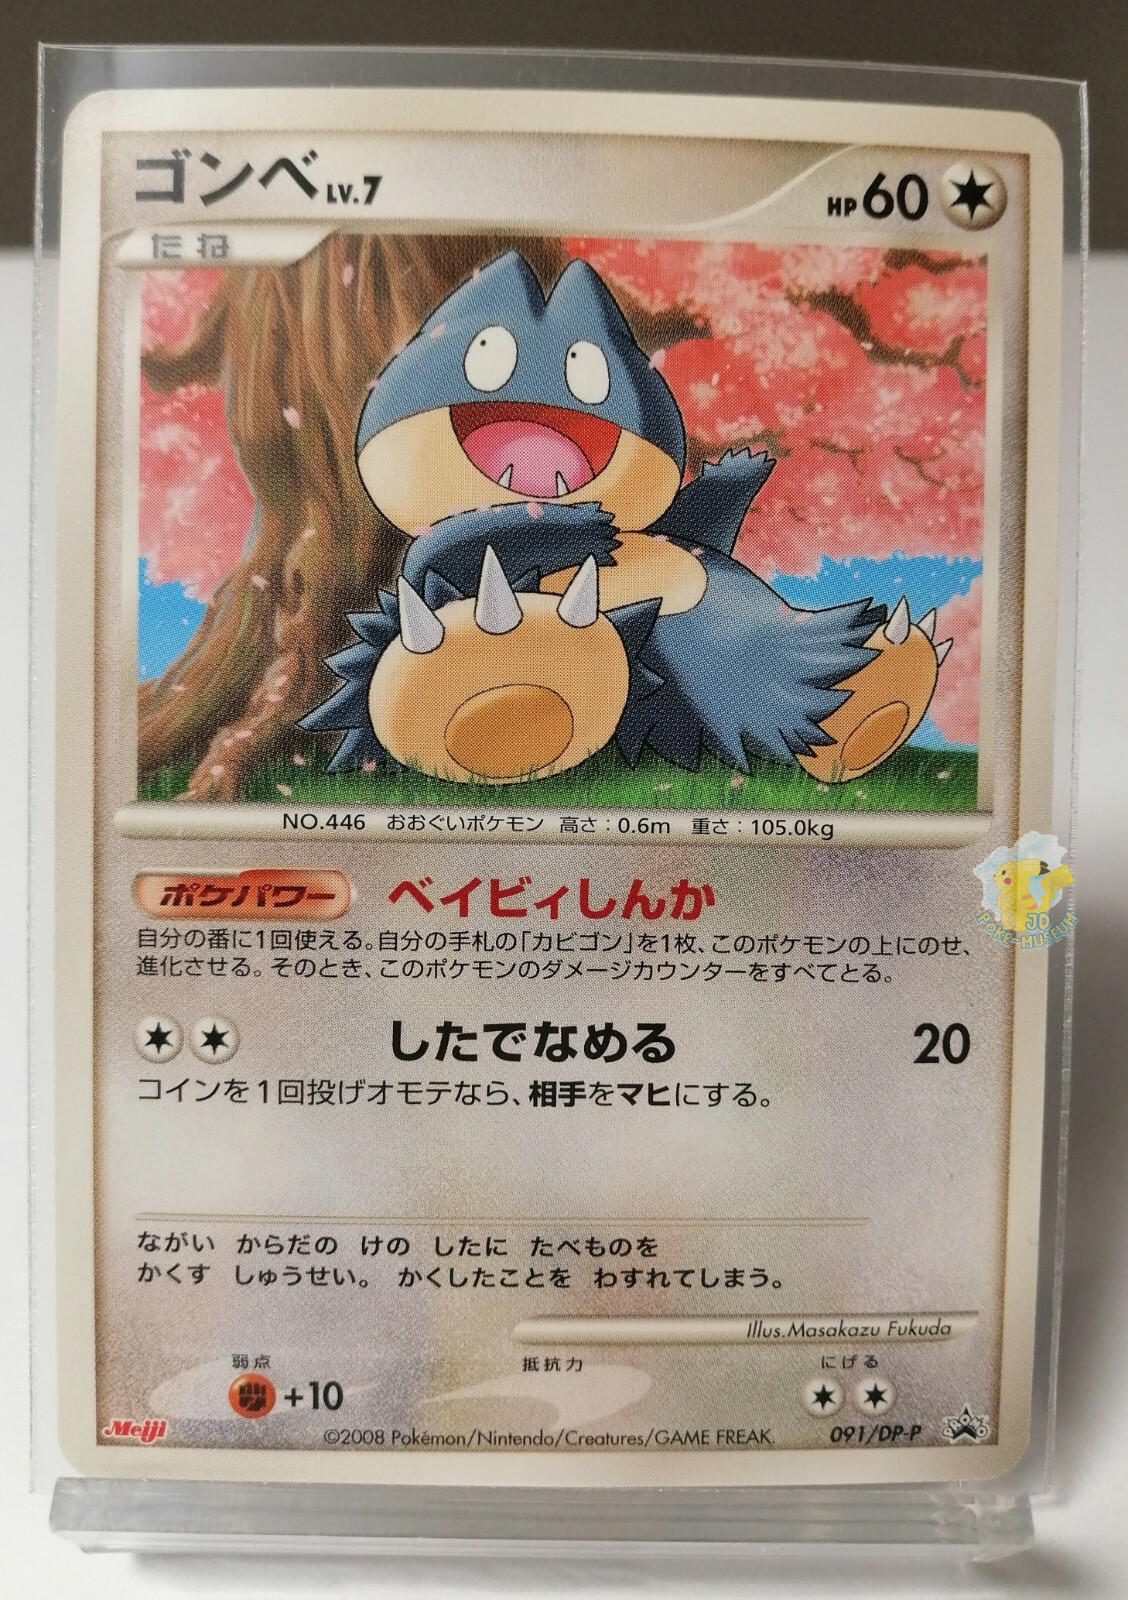 ゴンベ LV.7
HP 60
たね
NO.446 おおぐいポケモン 高さ：0.6m 重さ：105.0kg
ポケパワー ベイビィしんか
自分の番に1回使える。自分の手札の「カビゴン」を1枚、このポケモンの上にのせ、
進化させる。そのとき、このポケモンのダメージカウンターをすべてとる。
したでなめる 20
コインを1回投げオモテなら、相手をマヒにする。
ながい からだの けの したに たべものを
かくす しゅうせい。 かくしたことを わすれてしまう。
Illus.Masakazu Fukuda
弱点 抵抗力 にげる
+10
Meiji
©2008 Pokémon/Nintendo/Creatures/GAME FREAK.
091/DP-P
PROMO
JD
POKE-MUSEUM